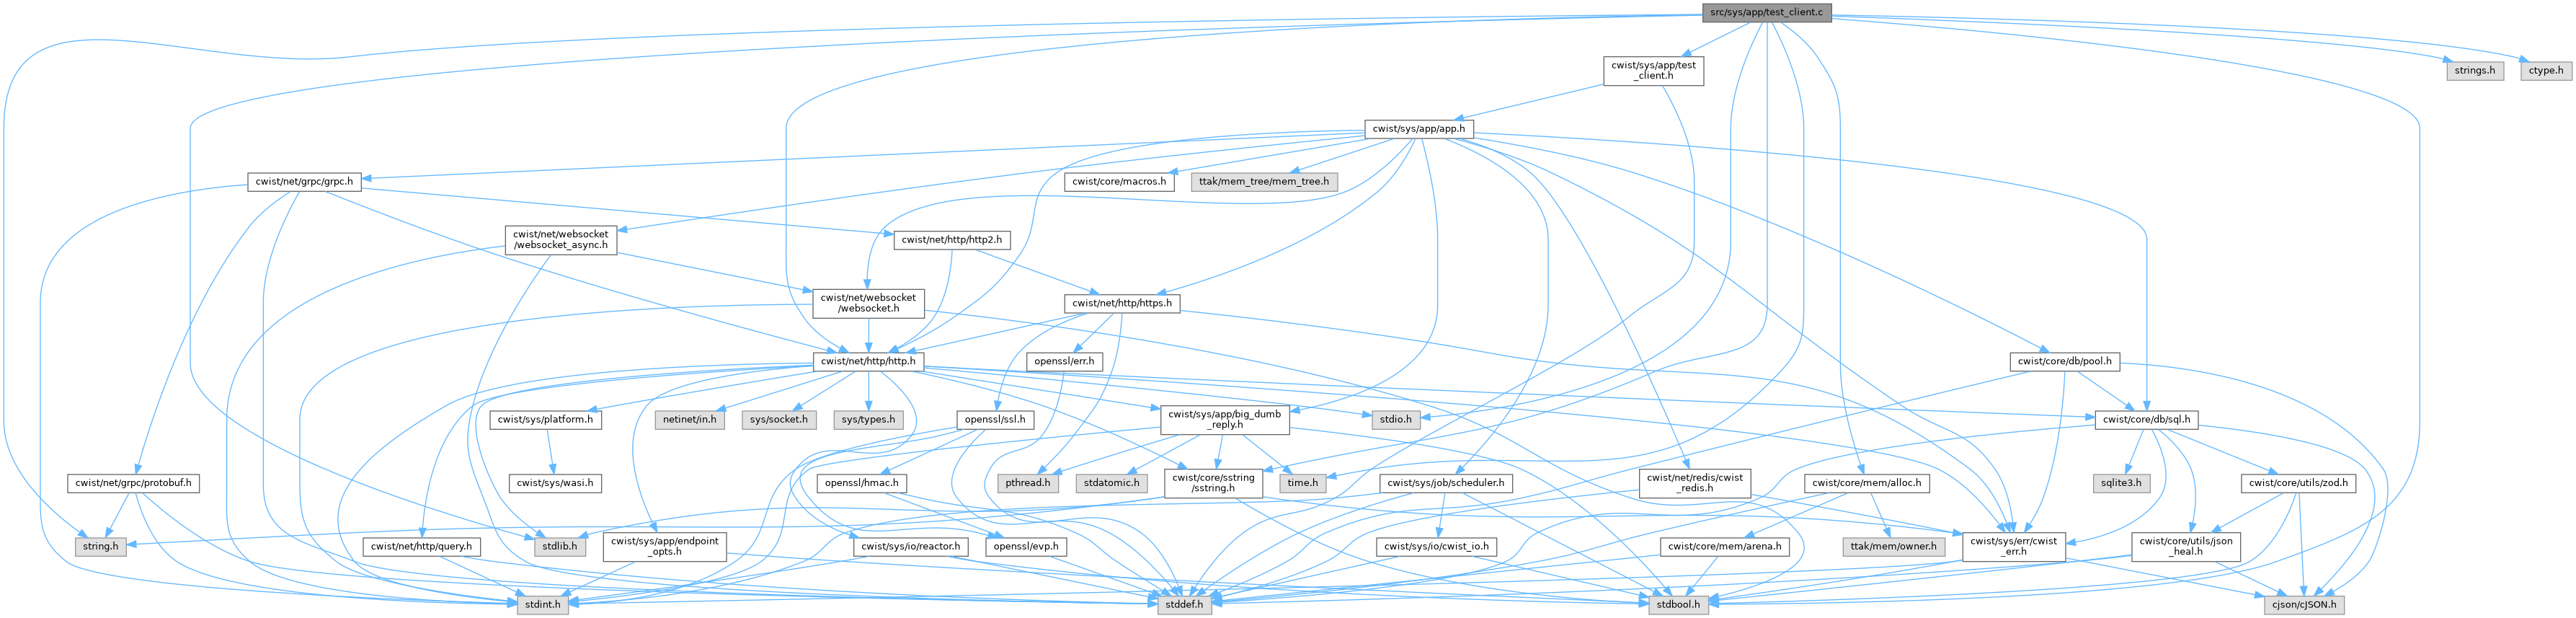 src/sys/app/test_client.c
cwist/sys/app/test
_client.h
strings.h
ctype.h
cwist/sys/app/app.h
cwist/net/grpc/grpc.h
cwist/core/macros.h
ttak/mem_tree/mem_tree.h
cwist/net/websocket
/websocket_async.h
cwist/net/http/http2.h
cwist/net/websocket
/websocket.h
cwist/net/http/https.h
cwist/net/http/http.h
openssl/err.h
cwist/core/db/pool.h
cwist/sys/platform.h
netinet/in.h
sys/socket.h
sys/types.h
openssl/ssl.h
cwist/sys/app/big_dumb
_reply.h
stdio.h
cwist/core/db/sql.h
cwist/net/grpc/protobuf.h
cwist/sys/wasi.h
openssl/hmac.h
pthread.h
stdatomic.h
cwist/core/sstring
/sstring.h
time.h
cwist/sys/job/scheduler.h
cwist/net/redis/cwist
_redis.h
cwist/core/mem/alloc.h
sqlite3.h
cwist/core/utils/zod.h
string.h
cwist/net/http/query.h
stdlib.h
cwist/sys/app/endpoint
_opts.h
cwist/sys/io/reactor.h
openssl/evp.h
cwist/sys/io/cwist_io.h
cwist/core/mem/arena.h
ttak/mem/owner.h
cwist/sys/err/cwist
_err.h
cwist/core/utils/json
_heal.h
stdint.h
stddef.h
stdbool.h
cjson/cJSON.h